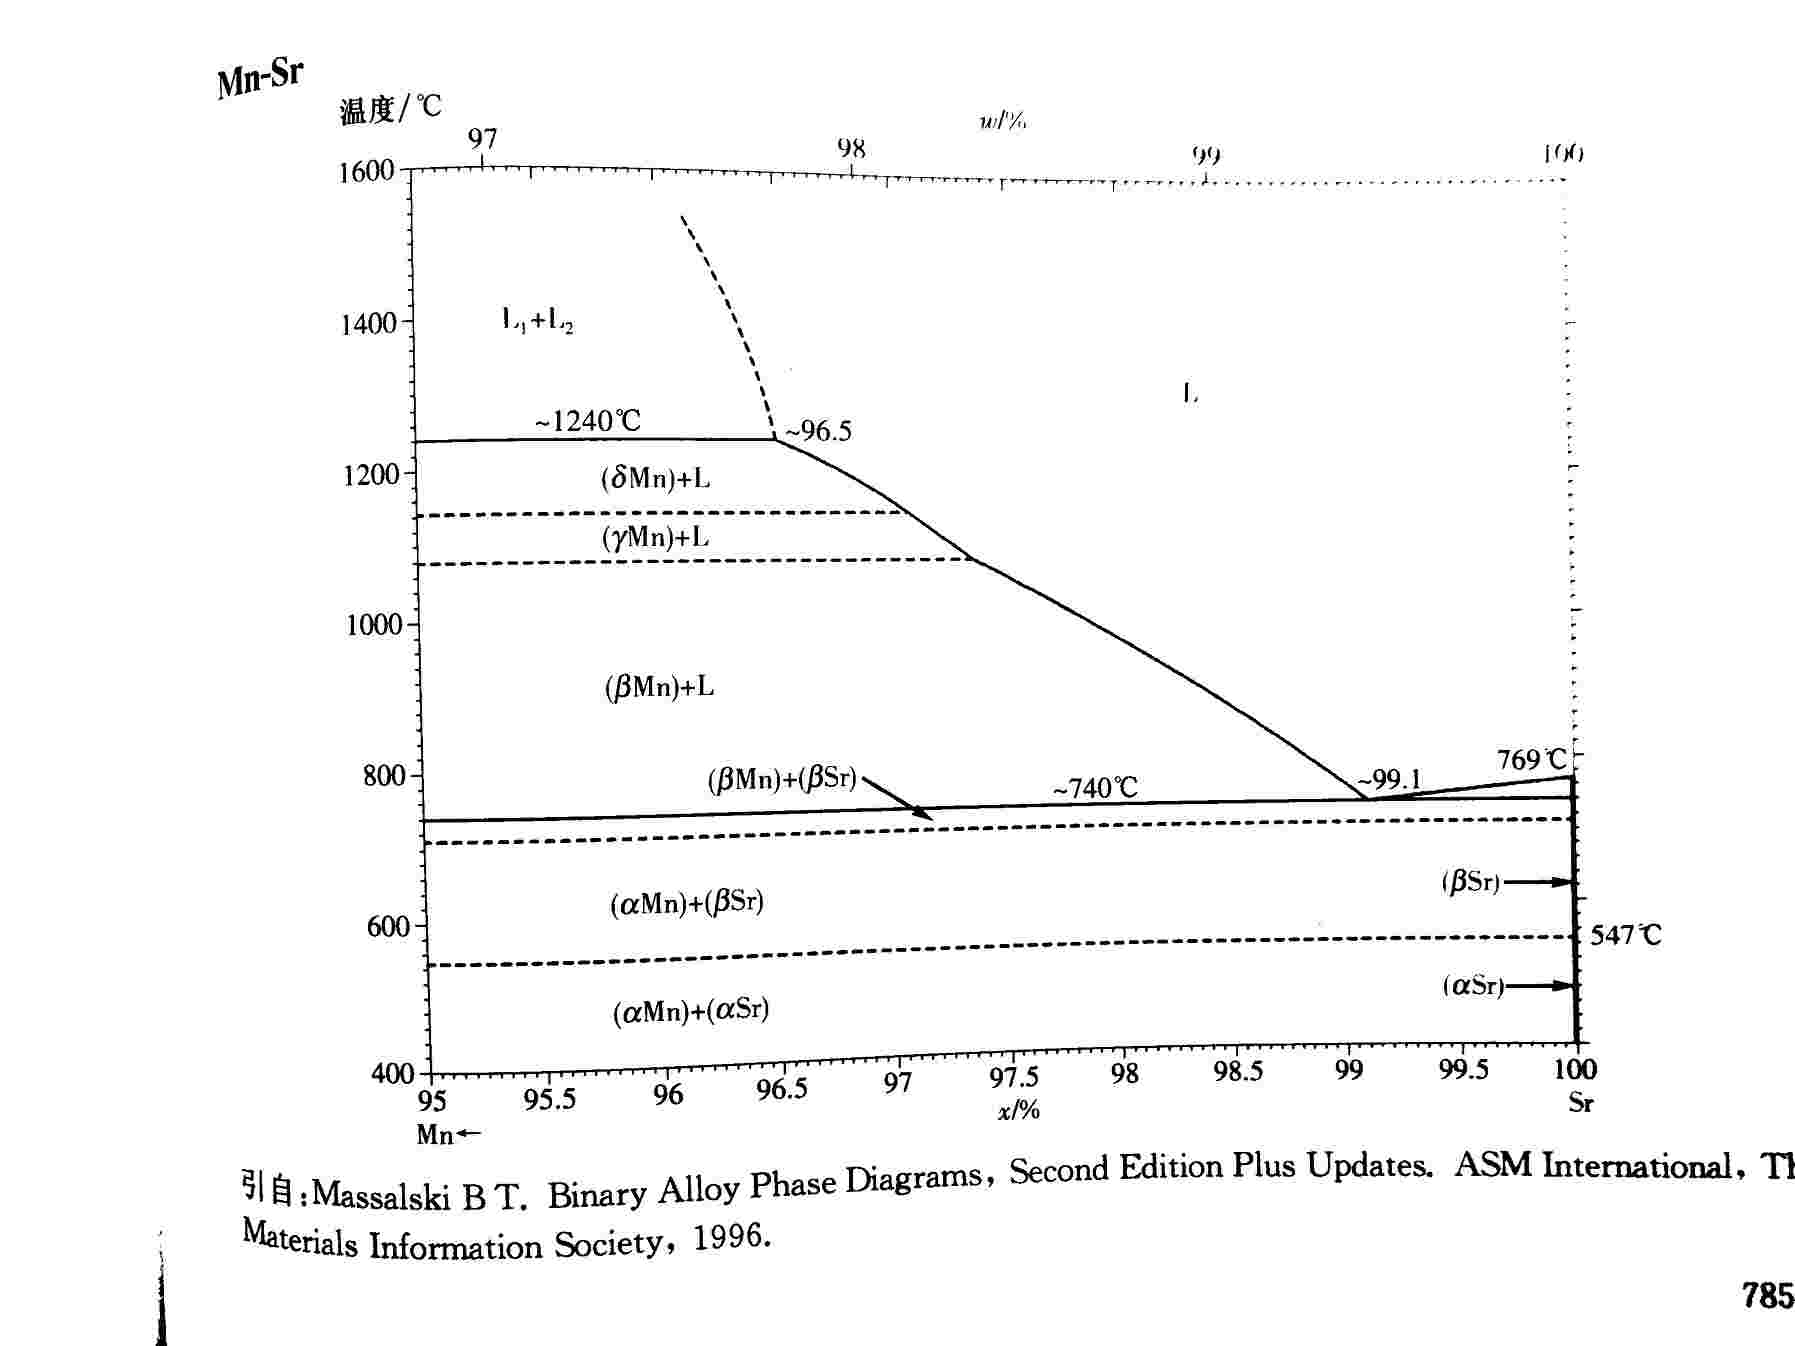 Mn-Sr
温度/℃
w/%
97 98 99 100
1600
1400
1200
1000
800
600
400
L₁+L₂
L
~1240℃
~96.5
(δMn)+L
(γMn)+L
(βMn)+L
(βMn)+(βSr)
~740℃
~99.1
769℃
(αMn)+(βSr)
(βSr)
547℃
(αMn)+(αSr)
(αSr)
95 95.5 96 96.5 97 97.5 98 98.5 99 99.5 100
x/%
Mn←
Sr
引自:Massalski B T. Binary Alloy Phase Diagrams, Second Edition Plus Updates. ASM International, Th
Materials Information Society, 1996.
785